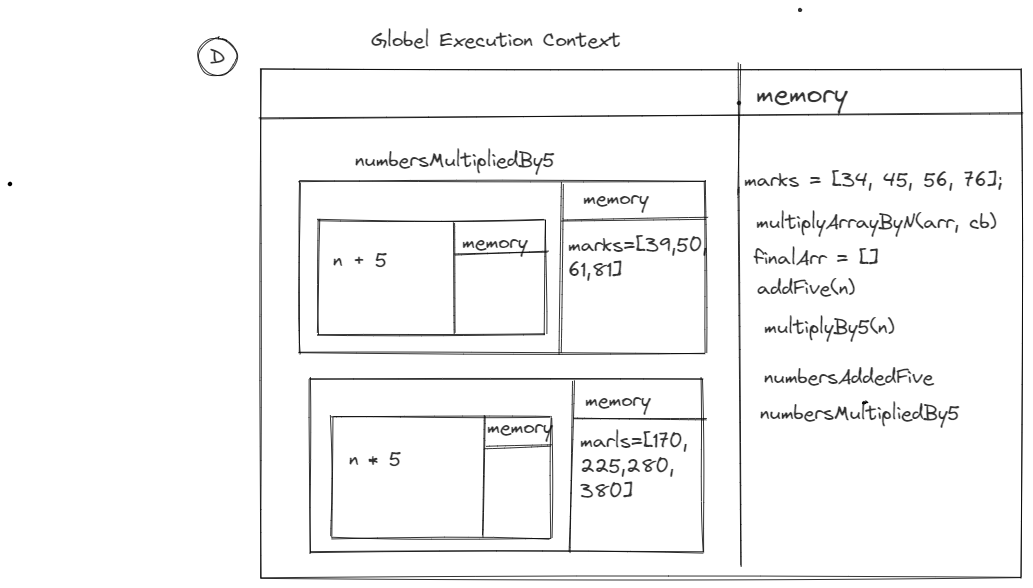 Globel Execution Context
D
memory
numbersMultipliedBy5
memory
n + 5
memory
marks=[39,50,
61,81]
memory
n * 5
memory
marls=[170,
225,280,
380]
marks = [34, 45, 56, 76];
multiplyArrayByN(arr, cb)
finalArr = []
addFive(n)
multiplyBy5(n)
numbersAddedFive
numbersMultipliedBy5